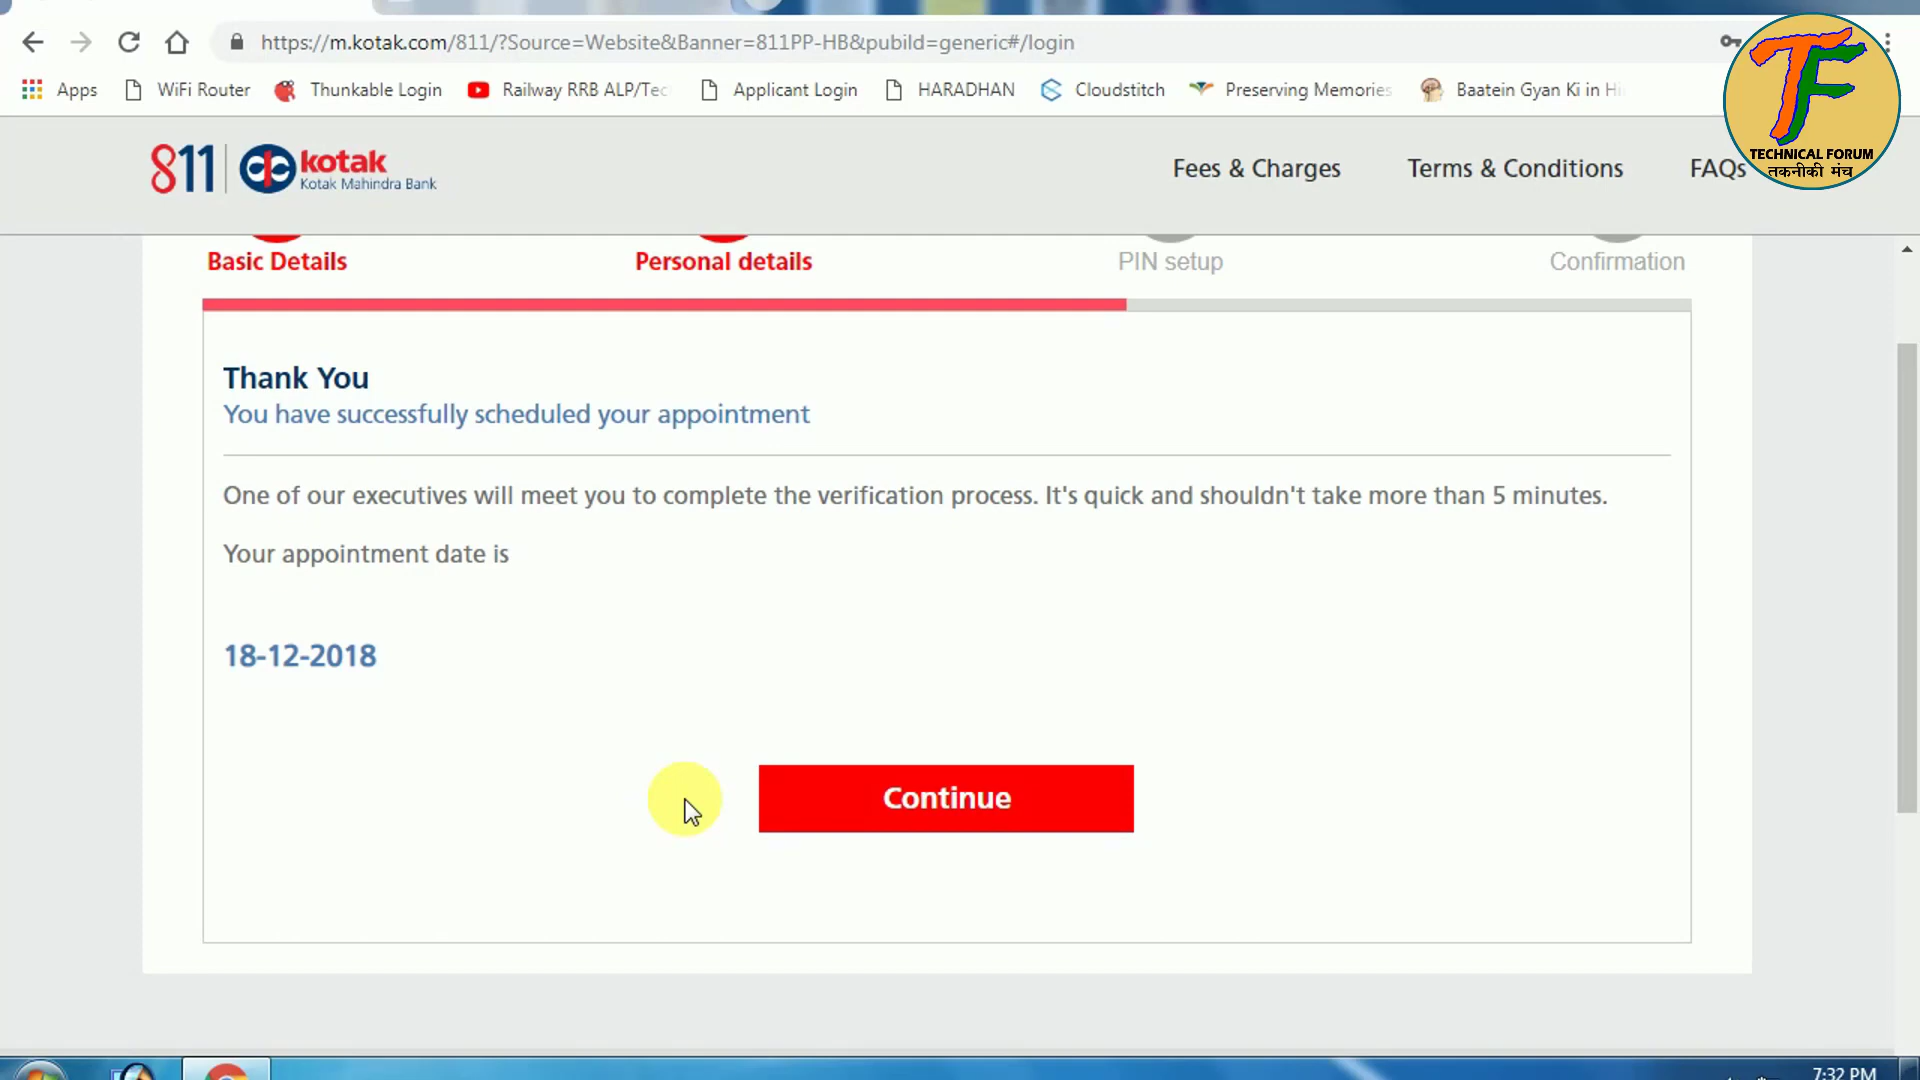 https://m.kotak.com/811/?Source=Website&Banner=811PP-HB&pubId=generic#/login
Apps WiFi Router Thunkable Login Railway RRB ALP/Tec Applicant Login HARADHAN Cloudstitch Preserving Memories Baatein Gyan Ki in Hi
TF
TECHNICAL FORUM
तकनीकी मंच
811 kotak
Kotak Mahindra Bank
Fees & Charges Terms & Conditions FAQs
Basic Details Personal details PIN setup Confirmation
Thank You
You have successfully scheduled your appointment
One of our executives will meet you to complete the verification process. It's quick and shouldn't take more than 5 minutes.
Your appointment date is
18-12-2018
Continue
7:32 PM